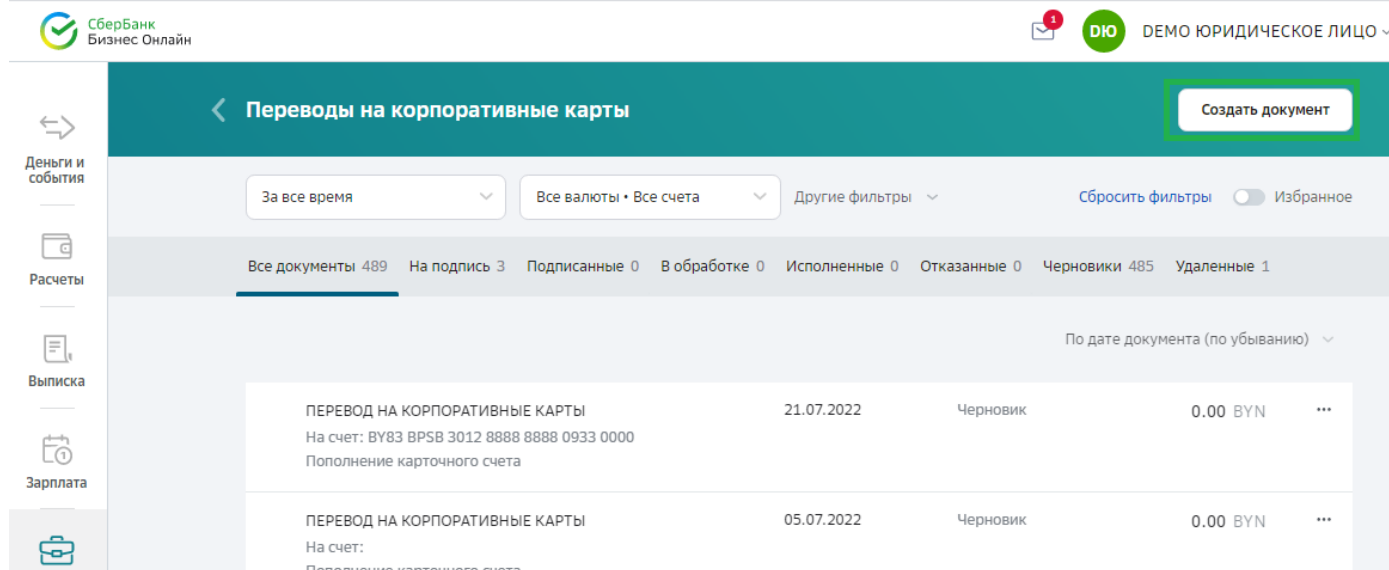 СберБанк
Бизнес Онлайн
1
DЮ
DEMO ЮРИДИЧЕСКОЕ ЛИЦО
Переводы на корпоративные карты
Создать документ
Деньги и
события
За все время
Все валюты • Все счета
Другие фильтры
Сбросить фильтры
Избранное
Расчеты
Все документы 489 На подпись 3 Подписанные 0 В обработке 0 Исполненные 0 Отказанные 0 Черновики 485 Удаленные 1
По дате документа (по убыванию)
Выписка
ПЕРЕВОД НА КОРПОРАТИВНЫЕ КАРТЫ 21.07.2022 Черновик 0.00 BYN
На счет: BY83 BPSB 3012 8888 8888 0933 0000
Пополнение карточного счета
1
Зарплата
ПЕРЕВОД НА КОРПОРАТИВНЫЕ КАРТЫ 05.07.2022 Черновик 0.00 BYN
На счет:
Пополнение карточного счета